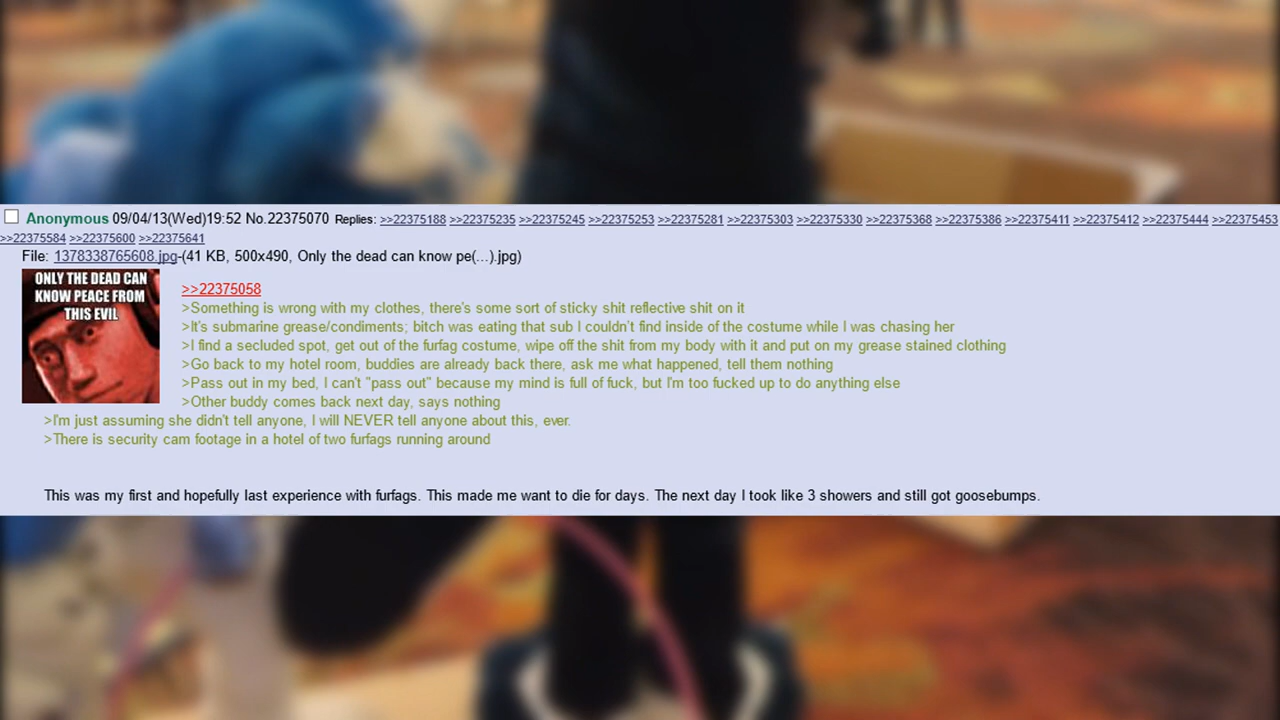 Anonymous 09/04/13(Wed)19:52 No.22375070 Replies: >>22375188 >>22375235 >>22375245 >>22375253 >>22375281 >>22375303 >>22375330 >>22375368 >>22375386 >>22375411 >>22375412 >>22375444 >>22375453
>>22375584 >>22375600 >>22375641
File: 1378338765608.jpg-(41 KB, 500x490, Only the dead can know pe(...).jpg)
ONLY THE DEAD CAN
KNOW PEACE FROM
THIS EVIL
>>22375058
>Something is wrong with my clothes, there's some sort of sticky shit reflective shit on it
>It's submarine grease/condiments; bitch was eating that sub I couldn't find inside of the costume while I was chasing her
>I find a secluded spot, get out of the furfag costume, wipe off the shit from my body with it and put on my grease stained clothing
>Go back to my hotel room, buddies are already back there, ask me what happened, tell them nothing
>Pass out in my bed, I can't "pass out" because my mind is full of fuck, but I'm too fucked up to do anything else
>Other buddy comes back next day, says nothing
>I'm just assuming she didn't tell anyone, I will NEVER tell anyone about this, ever.
>There is security cam footage in a hotel of two furfags running around
This was my first and hopefully last experience with furfags. This made me want to die for days. The next day I took like 3 showers and still got goosebumps.